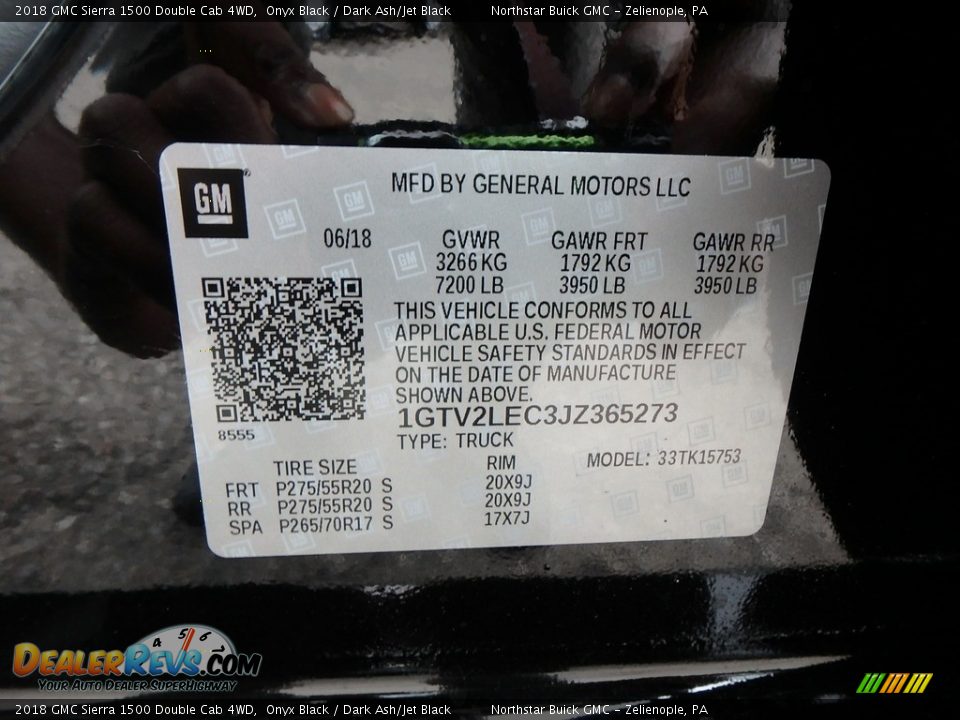 2018 GMC Sierra 1500 Double Cab 4WD, Onyx Black / Dark Ash/Jet Black Northstar Buick GMC – Zelienople, PA
GM MFD BY GENERAL MOTORS LLC
06/18 GVWR GAWR FRT GAWR RR
3266 KG 1792 KG 1792 KG
7200 LB 3950 LB 3950 LB
THIS VEHICLE CONFORMS TO ALL
APPLICABLE U.S. FEDERAL MOTOR
VEHICLE SAFETY STANDARDS IN EFFECT
ON THE DATE OF MANUFACTURE
SHOWN ABOVE.
1GTV2LEC3JZ365273
8555
TYPE: TRUCK
MODEL: 33TK15753
TIRE SIZE RIM
FRT P275/55R20 S 20X9J
RR P275/55R20 S 20X9J
SPA P265/70R17 S 17X7J
4 5 6
DEALERREVS.COM
YOUR AUTO DEALER SUPERHIGHWAY
2018 GMC Sierra 1500 Double Cab 4WD, Onyx Black / Dark Ash/Jet Black Northstar Buick GMC – Zelienople, PA